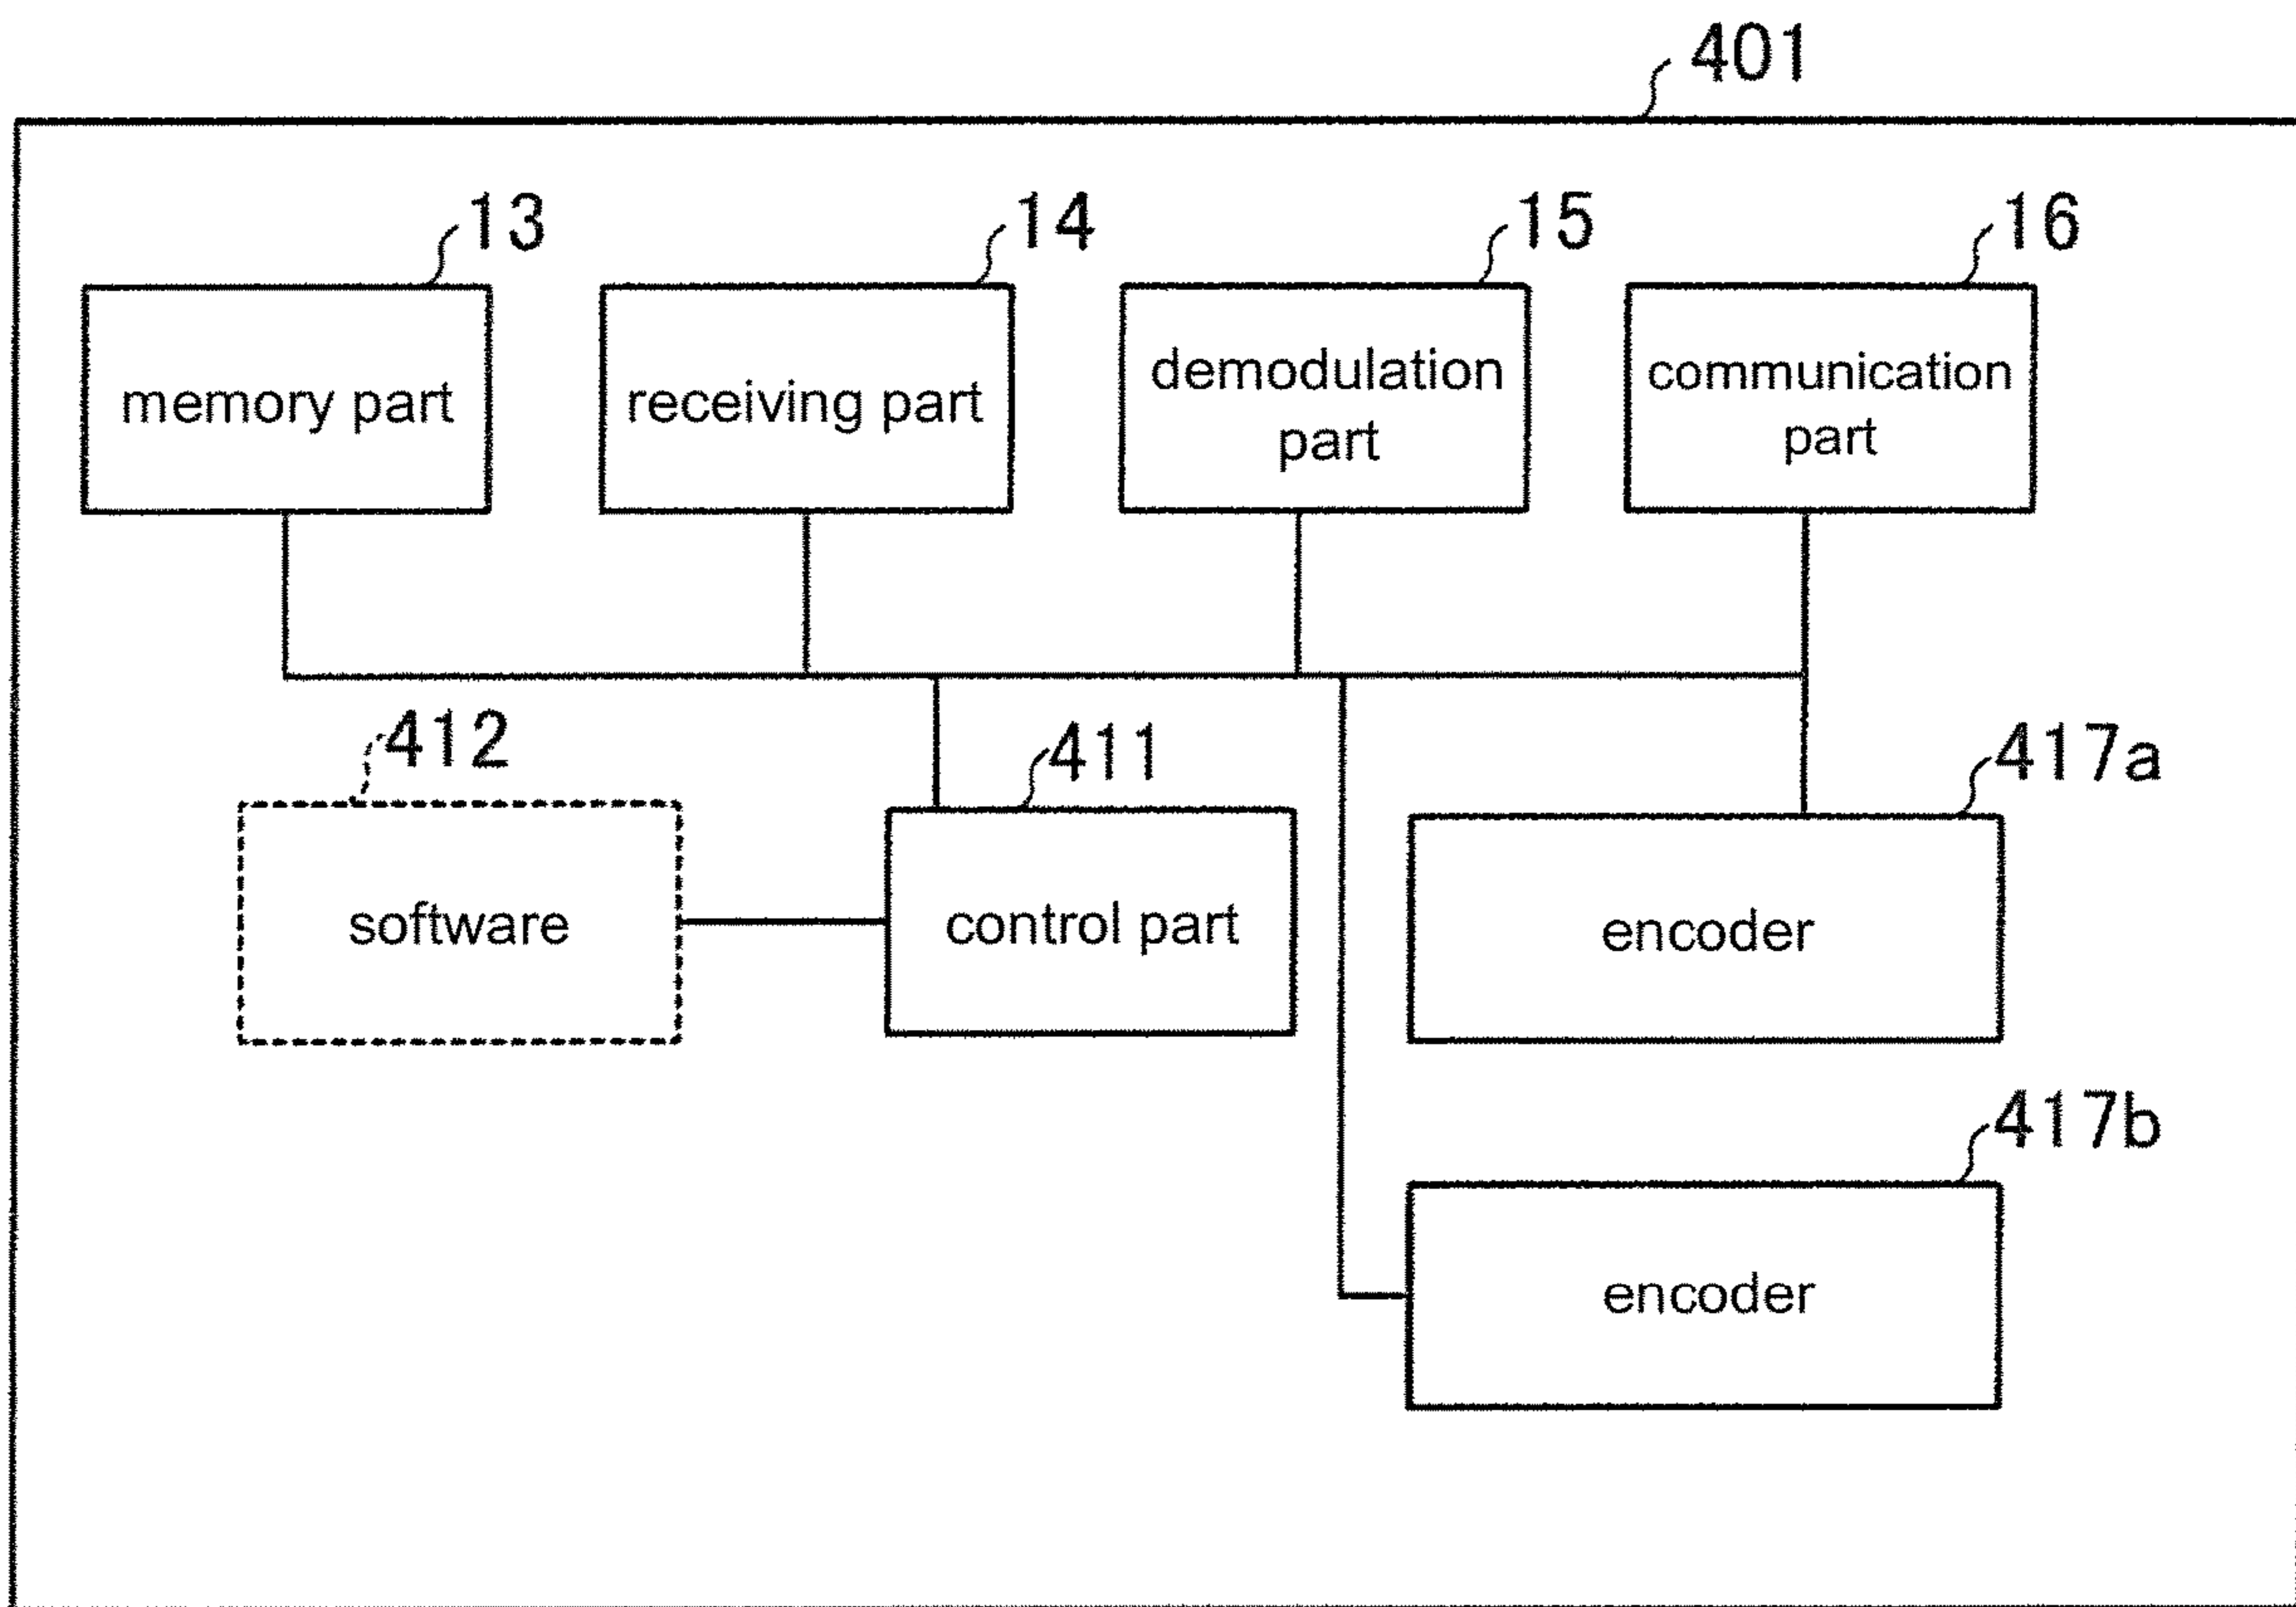 401
13
14
15
16
memory part
receiving part
demodulation
part
communication
part
412
411
417a
software
control part
encoder
417b
encoder